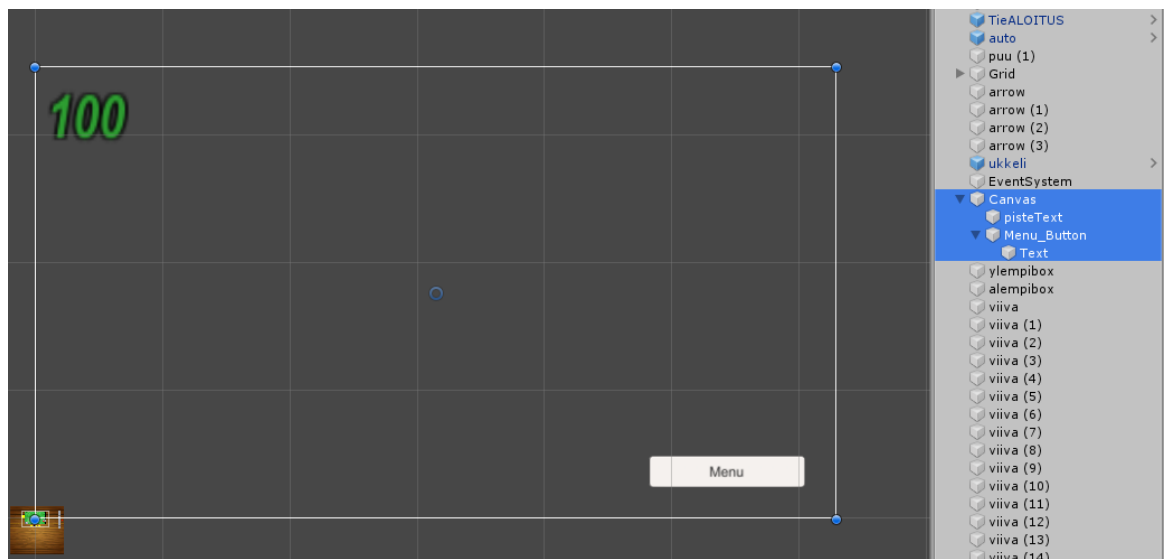 100
Menu
TieALOITUS
auto
puu (1)
Grid
arrow
arrow (1)
arrow (2)
arrow (3)
ukkeli
EventSystem
Canvas
pisteText
Menu_Button
Text
ylempibox
alempibox
viiva
viiva (1)
viiva (2)
viiva (3)
viiva (4)
viiva (5)
viiva (6)
viiva (7)
viiva (8)
viiva (9)
viiva (10)
viiva (11)
viiva (12)
viiva (13)
viiva (14)